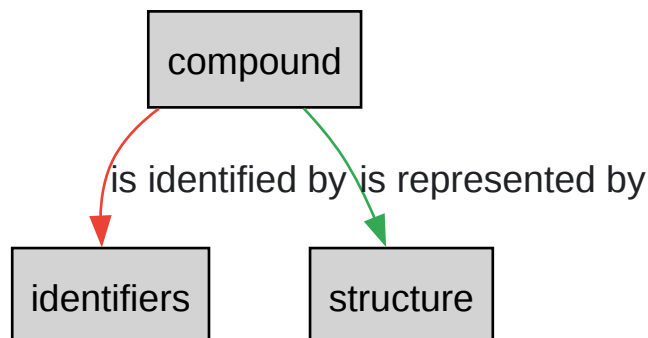 compound
is identified by is represented by
identifiers
structure